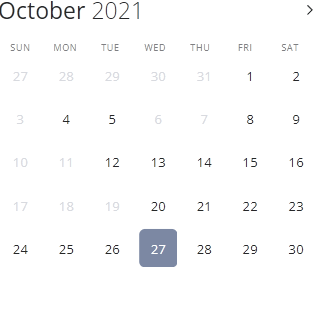 October 2021
SUN MON TUE WED THU FRI SAT
27 28 29 30 31 1 2
3 4 5 6 7 8 9
10 11 12 13 14 15 16
17 18 19 20 21 22 23
24 25 26 27 28 29 30